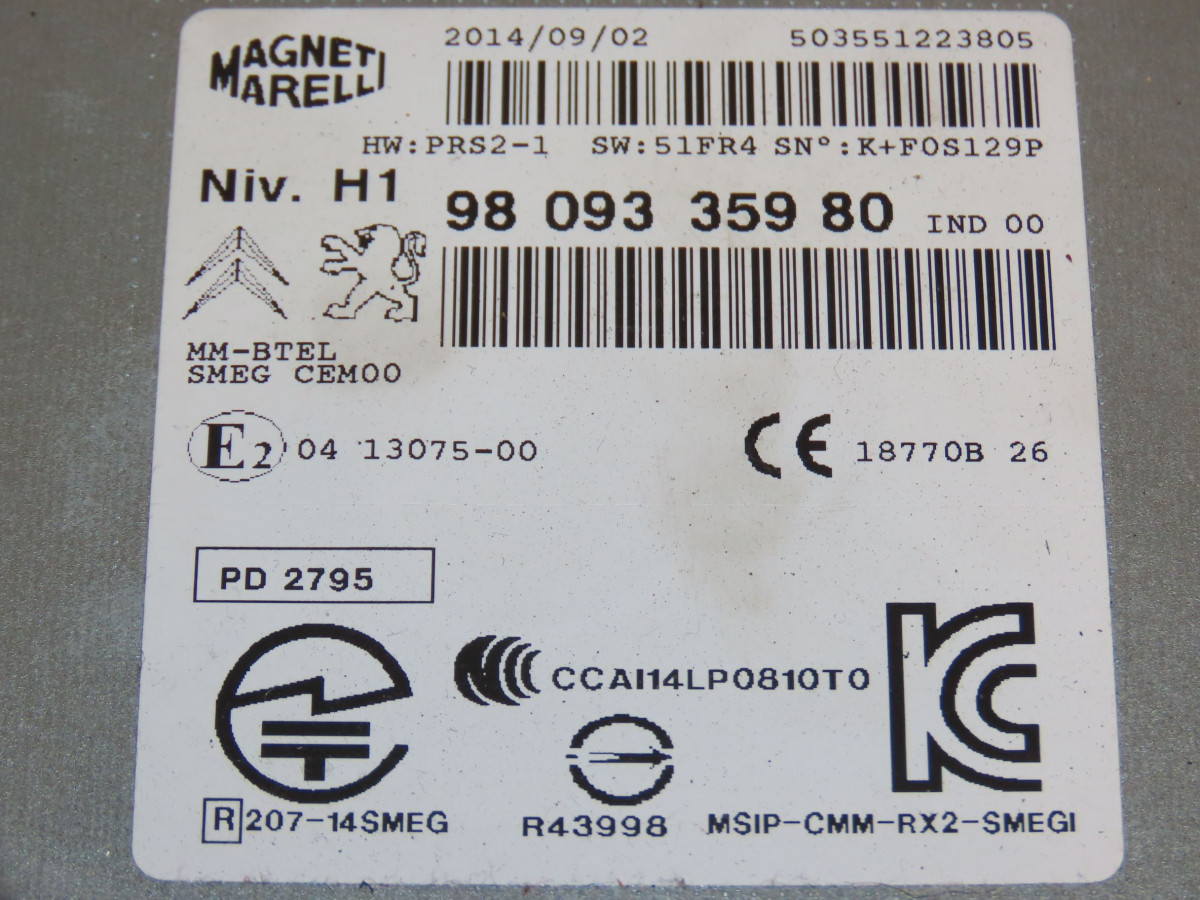 MAGNETI
MARELLI
2014/09/02 503551223805
HW:PRS2-1 SW:51FR4 SN°:K+FOS129P
Niv. H1
98 093 359 80 IND 00
MM-BTEL
SMEG CEM00
E2 04 13075-00
CE 18770B 26
PD 2795
CCAI14LP0810T0
KC
R 207-14SMEG
R43998
MSIP-CMM-RX2-SMEGI